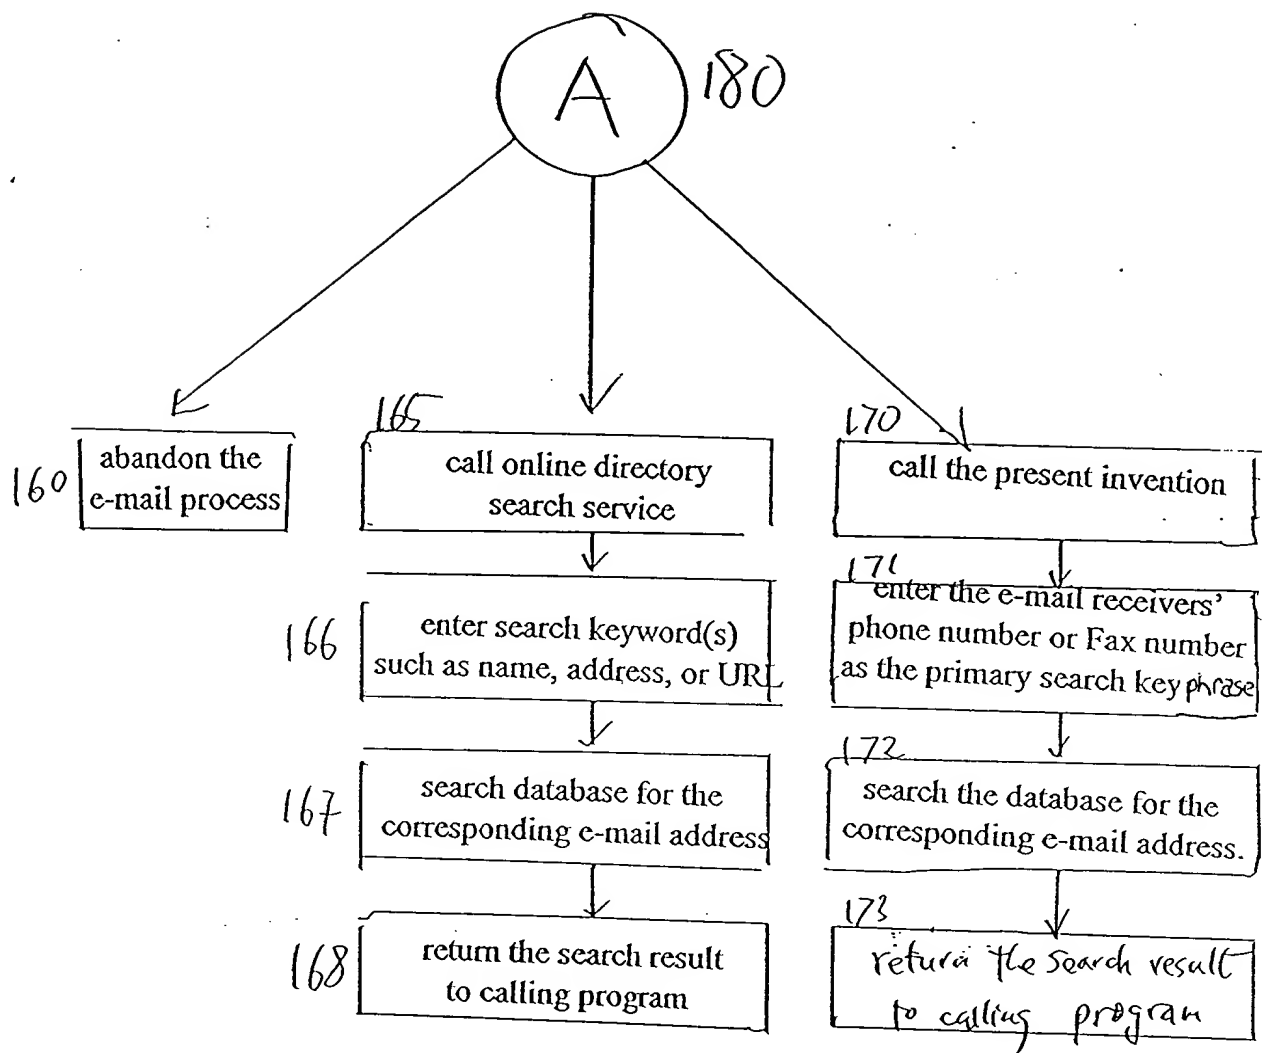 A
180
160
abandon the
e-mail process
165
call online directory
search service
166
enter search keyword(s)
such as name, address, or URL
167
search database for the
corresponding e-mail address
168
return the search result
to calling program
170
call the present invention
171
enter the e-mail receivers'
phone number or Fax number
as the primary search key phrase
172
search the database for the
corresponding e-mail address.
173
return the search result
to calling program